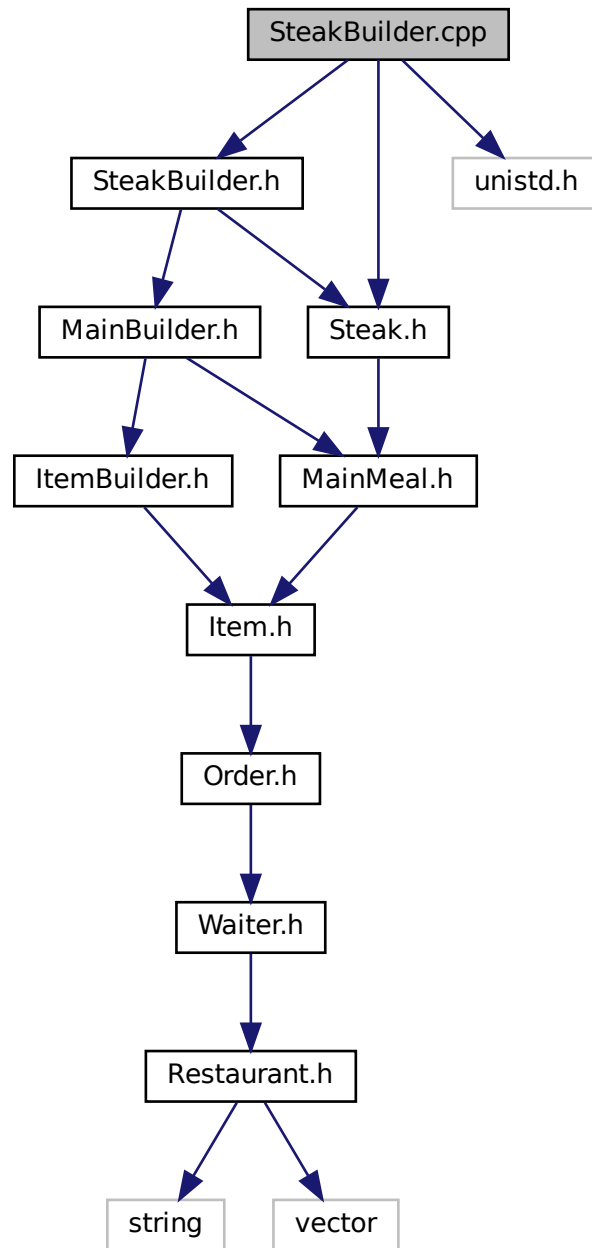 SteakBuilder.cpp
SteakBuilder.h
unistd.h
MainBuilder.h
Steak.h
ItemBuilder.h
MainMeal.h
Item.h
Order.h
Waiter.h
Restaurant.h
string
vector